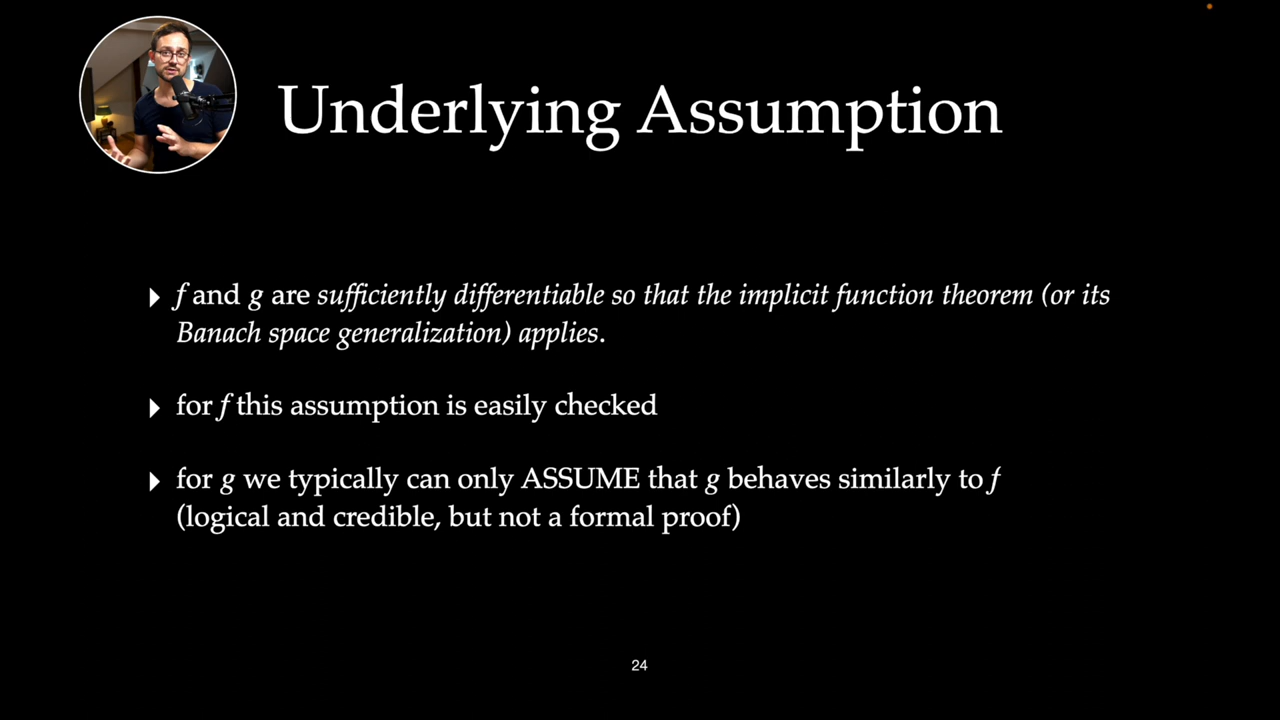 Underlying Assumption
▸ f and g are sufficiently differentiable so that the implicit function theorem (or its
Banach space generalization) applies.
▸ for f this assumption is easily checked
▸ for g we typically can only ASSUME that g behaves similarly to f
(logical and credible, but not a formal proof)
24